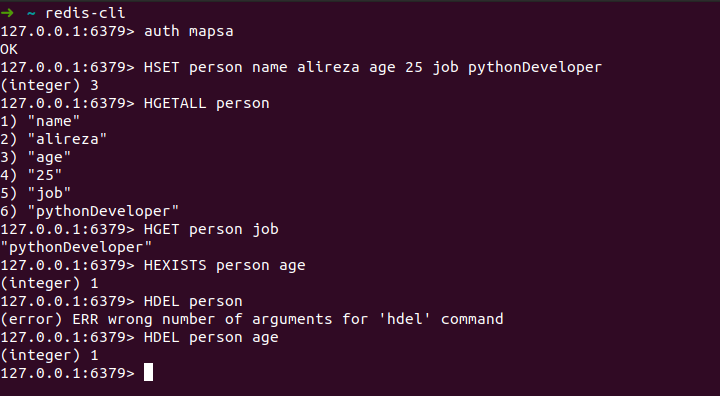 ➜ ~ redis-cli
127.0.0.1:6379> auth mapsa
OK
127.0.0.1:6379> HSET person name alireza age 25 job pythonDeveloper
(integer) 3
127.0.0.1:6379> HGETALL person
1) "name"
2) "alireza"
3) "age"
4) "25"
5) "job"
6) "pythonDeveloper"
127.0.0.1:6379> HGET person job
"pythonDeveloper"
127.0.0.1:6379> HEXISTS person age
(integer) 1
127.0.0.1:6379> HDEL person
(error) ERR wrong number of arguments for 'hdel' command
127.0.0.1:6379> HDEL person age
(integer) 1
127.0.0.1:6379>